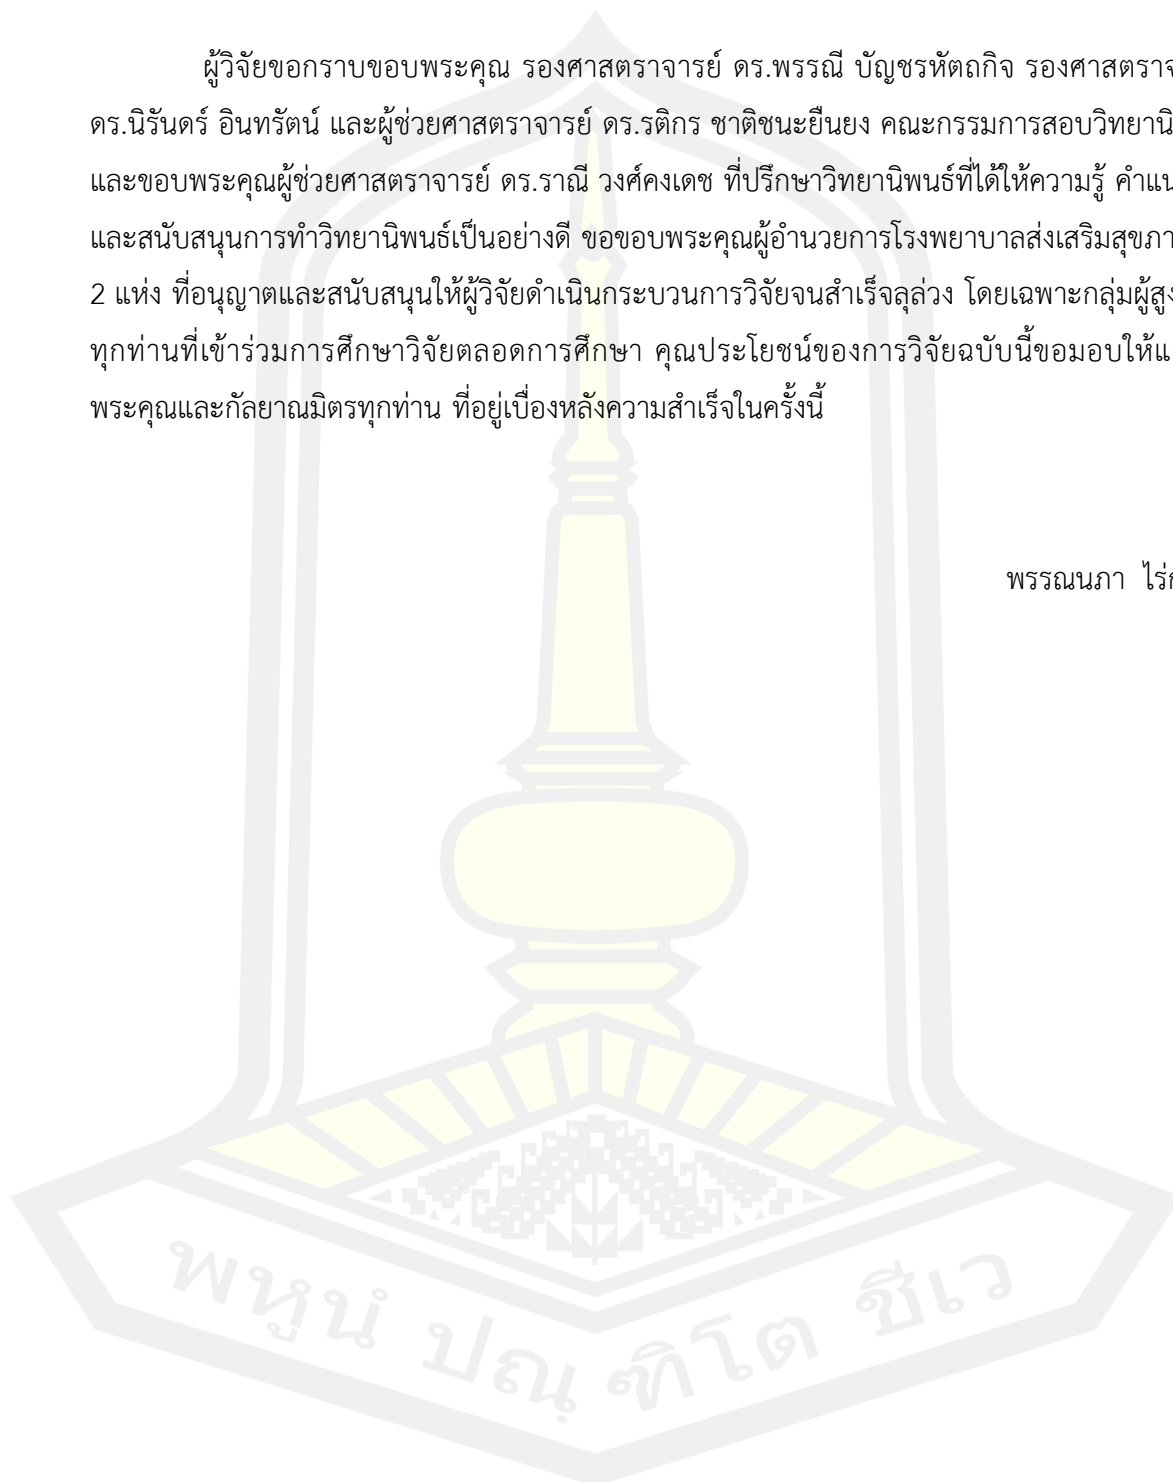 ผู้วิจัยขอกราบขอบพระคุณ รองศาสตราจารย์ ดร.พรรณี บัญชรหัตถกิจ รองศาสตราจ
ดร.นิรันดร์ อินทรัตน์ และผู้ช่วยศาสตราจารย์ ดร.รติกร ชาติชนะยืนยง คณะกรรมการสอบวิทยานิ
และขอบพระคุณผู้ช่วยศาสตราจารย์ ดร.ราณี วงศ์คงเดช ที่ปรึกษาวิทยานิพนธ์ที่ได้ให้ความรู้ คำแน
และสนับสนุนการทำวิทยานิพนธ์เป็นอย่างดี ขอขอบพระคุณผู้อำนวยการโรงพยาบาลส่งเสริมสุขภา
2 แห่ง ที่อนุญาตและสนับสนุนให้ผู้วิจัยดำเนินกระบวนการวิจัยจนสำเร็จลุล่วง โดยเฉพาะกลุ่มผู้สูง
ทุกท่านที่เข้าร่วมการศึกษาวิจัยตลอดการศึกษา คุณประโยชน์ของการวิจัยฉบับนี้ขอมอบให้แ
พระคุณและกัลยาณมิตรทุกท่าน ที่อยู่เบื่องหลังความสำเร็จในครั้งนี้
พรรณนภา ไร่ก
พหูนํ ปณฺฑิโต ชีเว